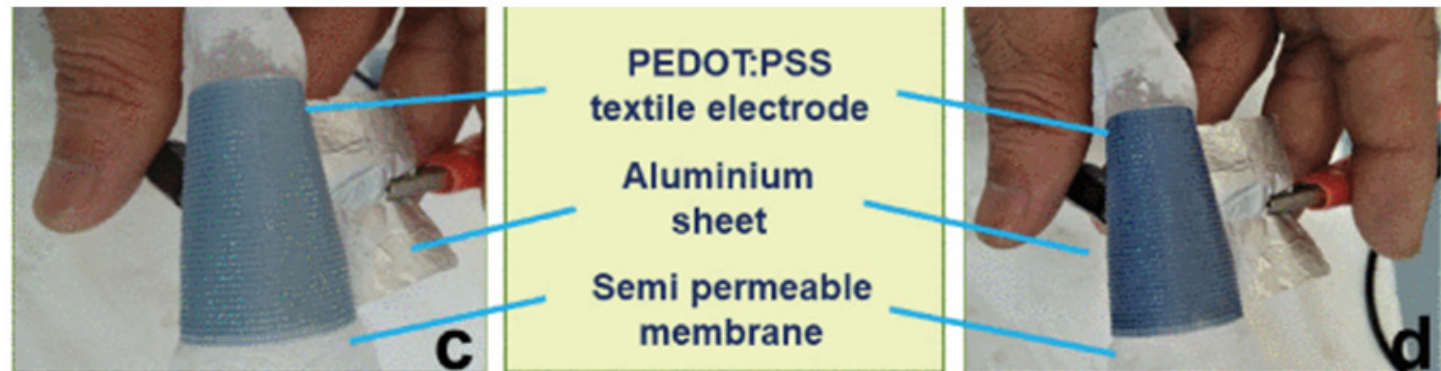 PEDOT:PSS
textile electrode
Aluminium
sheet
Semi permeable
membrane
c
d